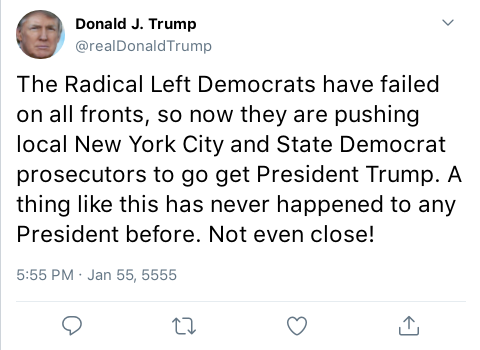 Donald J. Trump
@realDonaldTrump
The Radical Left Democrats have failed
on all fronts, so now they are pushing
local New York City and State Democrat
prosecutors to go get President Trump. A
thing like this has never happened to any
President before. Not even close!
5:55 PM · Jan 55, 5555